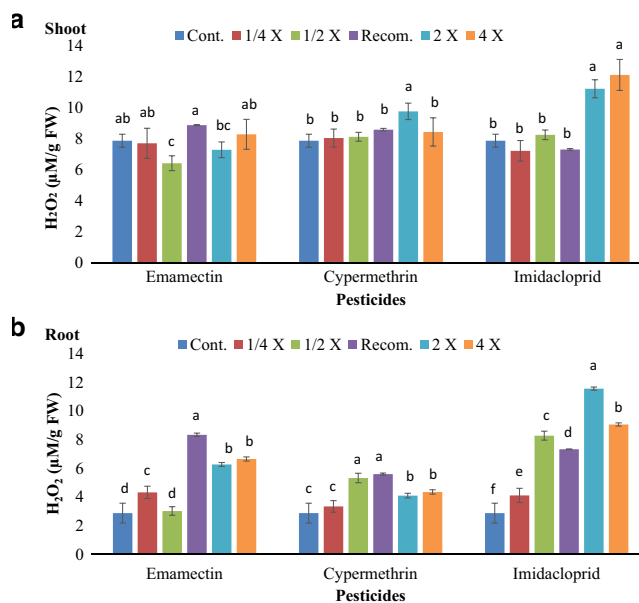 a Shoot
14
Cont. 1/4 X 1/2 X Recom. 2 X 4 X
12
10
8
6
4
2
0
H₂O₂ (µM/g FW)
ab ab c a bc ab
b b b b a b
b b b b a a
Emamectin Cypermethrin Imidacloprid
Pesticides
b Root
14
Cont. 1/4 X 1/2 X Recom. 2 X 4 X
12
10
8
6
4
2
0
H₂O₂ (µM/g FW)
d c d a b b
c c a a b b
f e c d a b
Emamectin Cypermethrin Imidacloprid
Pesticides